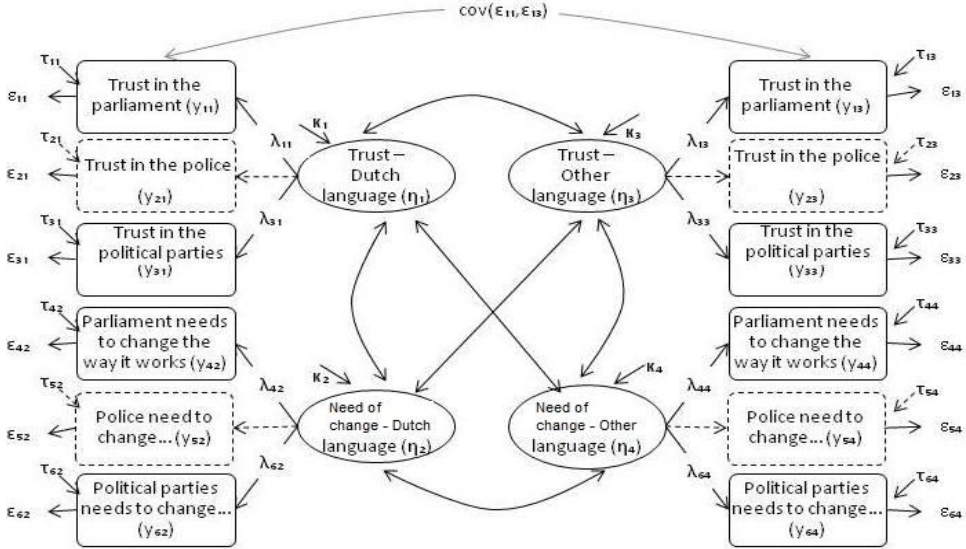 cov(ε₁₁,ε₁₃)
τ₁₁
ε₁₁
Trust in the
parliament (y₁₁)
τ₂₁
ε₂₁
Trust in the police
(y₂₁)
τ₃₁
ε₃₁
Trust in the
political parties
(y₃₁)
τ₄₂
ε₄₂
Parliament needs
to change the
way it works (y₄₂)
τ₅₂
ε₅₂
Police need to
change... (y₅₂)
τ₆₂
ε₆₂
Political parties
needs to change...
(y₆₂)
λ₁₁
λ₃₁
λ₄₂
λ₆₂
κ₁
Trust –
Dutch
language (η₁)
κ₃
Trust –
Other
language (η₃)
κ₂
Need of
change - Dutch
language (η₂)
κ₄
Need of
change - Other
language (η₄)
λ₁₃
λ₃₃
λ₄₄
λ₆₄
Trust in the
parliament (y₁₃)
τ₁₃
ε₁₃
Trust in the police
(y₂₃)
τ₂₃
ε₂₃
Trust in the
political parties
(y₃₃)
τ₃₃
ε₃₃
Parliament needs
to change the
way it works (y₄₄)
τ₄₄
ε₄₄
Police need to
change... (y₅₄)
τ₅₄
ε₅₄
Political parties
needs to change...
(y₆₄)
τ₆₄
ε₆₄